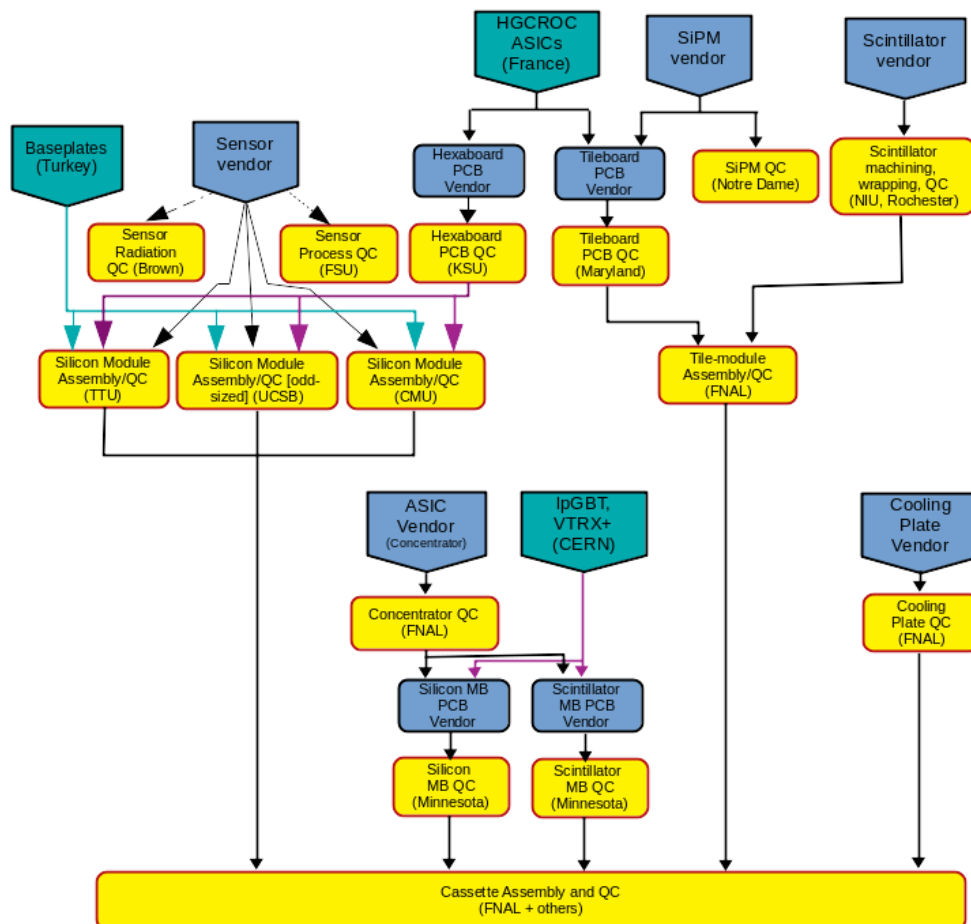 HGCROC
ASICs
(France)
SiPM
vendor
Scintillator
vendor
Baseplates
(Turkey)
Sensor
vendor
Hexaboard
PCB
Vendor
Tileboard
PCB
Vendor
SiPM QC
(Notre Dame)
Scintillator
machining,
wrapping, QC
(NIU, Rochester)
Sensor
Radiation
QC (Brown)
Sensor
Process QC
(FSU)
Hexaboard
PCB QC
(KSU)
Tileboard
PCB QC
(Maryland)
Silicon Module
Assembly/QC
(TTU)
Silicon Module
Assembly/QC [odd-
sized] (UCSB)
Silicon Module
Assembly/QC
(CMU)
Tile-module
Assembly/QC
(FNAL)
ASIC
Vendor
(Concentrator)
lpGBT,
VTRX+
(CERN)
Cooling
Plate
Vendor
Concentrator QC
(FNAL)
Cooling
Plate QC
(FNAL)
Silicon MB
PCB
Vendor
Scintillator
MB PCB
Vendor
Silicon
MB QC
(Minnesota)
Scintillator
MB QC
(Minnesota)
Cassette Assembly and QC
(FNAL + others)